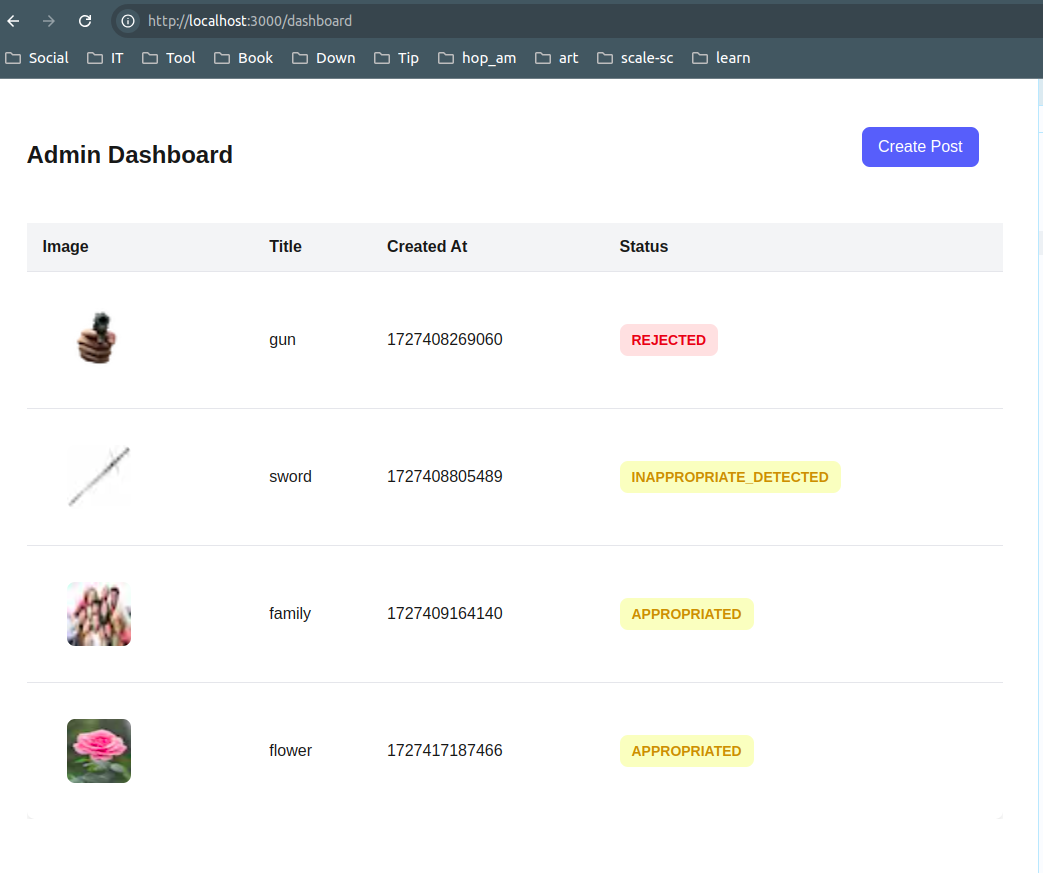 http://localhost:3000/dashboard
Social IT Tool Book Down Tip hop_am art scale-sc learn
Admin Dashboard
Create Post
Image Title Created At Status
gun 1727408269060 REJECTED
sword 1727408805489 INAPPROPRIATE_DETECTED
family 1727409164140 APPROPRIATED
flower 1727417187466 APPROPRIATED